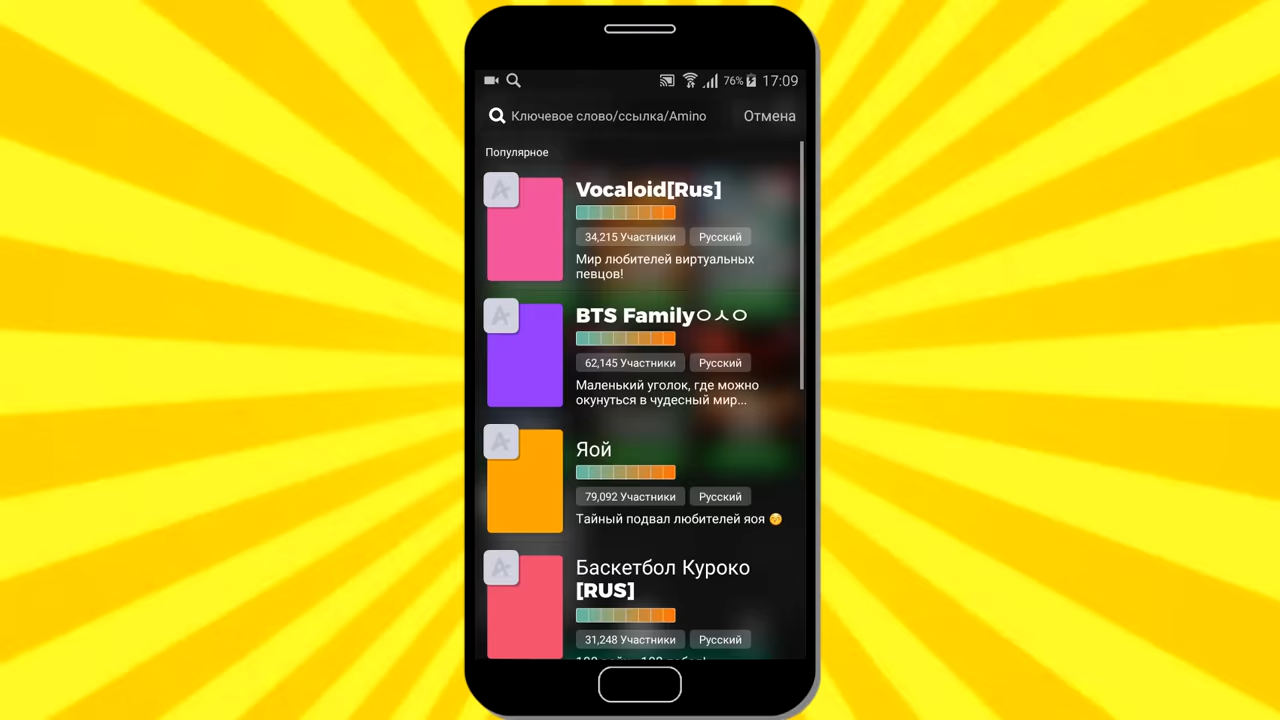 76% 17:09
Ключевое слово/ссылка/Amino Отмена
Популярное
Vocaloid[Rus]
34,215 Участники Русский
Мир любителей виртуальных
певцов!
BTS Familyㅇㅅㅇ
62,145 Участники Русский
Маленький уголок, где можно
окунуться в чудесный мир...
Яой
79,092 Участники Русский
Тайный подвал любителей яоя 🤭
Баскетбол Куроко
[RUS]
31,248 Участники Русский